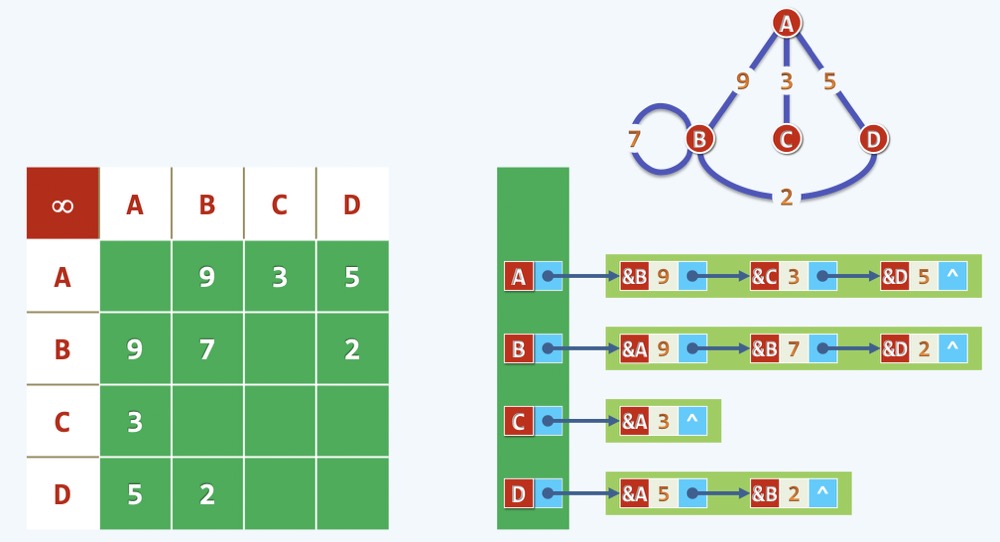 A
9 3 5
7 B C D
2
∞ A B C D
A 9 3 5
B 9 7 2
C 3
D 5 2
A &B 9 &C 3 &D 5 ^
B &A 9 &B 7 &D 2 ^
C &A 3 ^
D &A 5 &B 2 ^